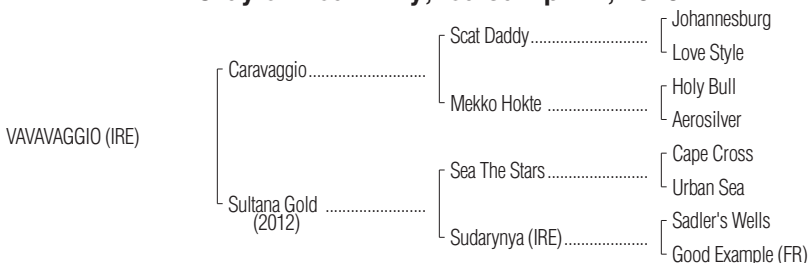 Johannesburg
Scat Daddy
Love Style
Caravaggio
Holy Bull
Mekko Hokte
Aerosilver
VAVAVAGGIO (IRE)
Cape Cross
Sea The Stars
Urban Sea
Sultana Gold
(2012)
Sadler's Wells
Sudarynya (IRE)
Good Example (FR)